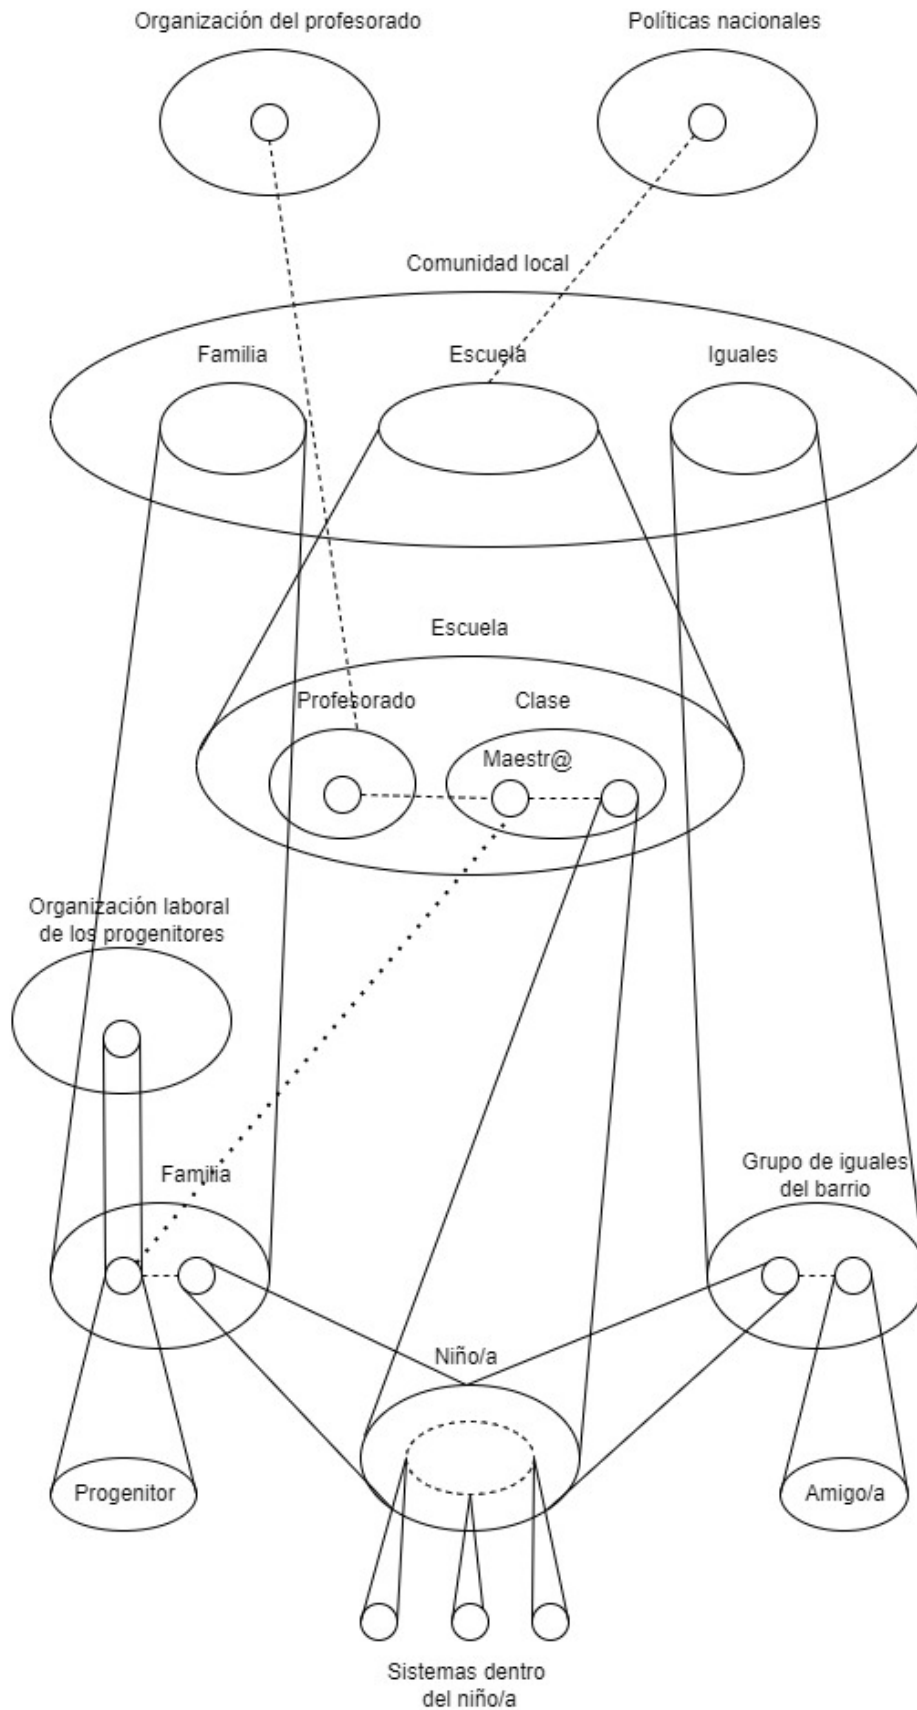 Organización del profesorado
Políticas nacionales
Comunidad local
Familia
Escuela
Iguales
Escuela
Profesorado
Clase
Maestr@
Organización laboral
de los progenitores
Familia
Grupo de iguales
del barrio
Niño/a
Progenitor
Amigo/a
Sistemas dentro
del niño/a